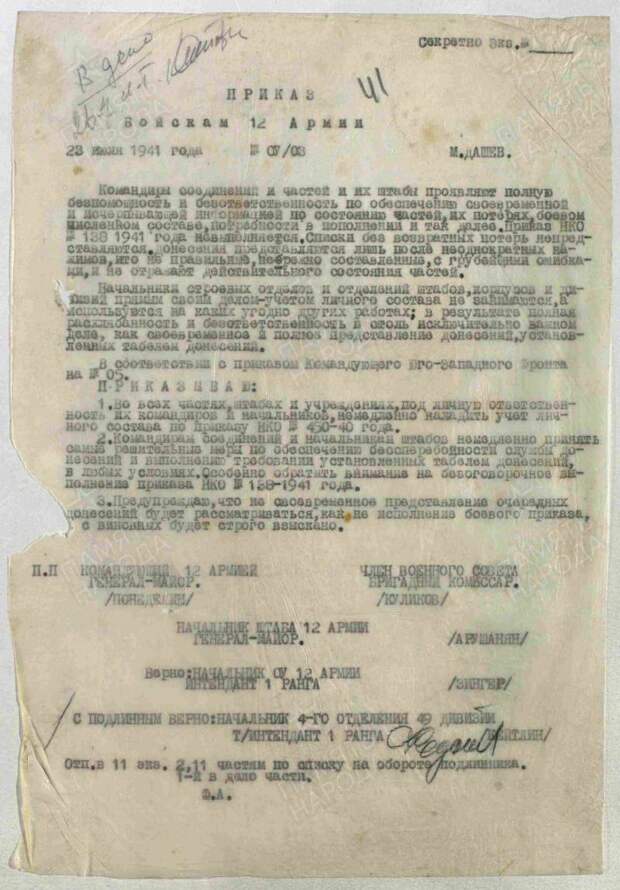 В дело
Секретно Экз.№
41
ПРИКАЗ
Войскам 12 Армии
23 июля 1941 года № ОУ/03 М.ДАШЕВ.
Командиры соединений и частей и их штабы проявляют полную
беспомощность и безответственность по обеспечению своевременной
и исчерпывающей информацией по состоянию частей, их потерях, боевом
численном составе, потребности в пополнении и так далее. Приказ НКО
№ 138 1941 года невыполняется. Списки без возвратных потерь непред-
ставляются. Донесения представляются лишь после неоднократных на-
жимов, что не правильно, небрежно составленные, с грубейшими ошибка-
ми, и не отражают действительного состояния частей.
Начальники строевых отделов и отделений штабов, корпусов и ди-
визий прямым своим делом-учетом личного состава не занимаются, а
используются на каких угодно других работах; в результате полная
расхлябанность и безответственность в столь исключительно важном
деле, как своевременное и полное представление донесений, установ-
ленных табелем донесений.
В соответствии с приказом Командующего Юго-Западного Фронта
на № 05.
ПРИКАЗЫВАЮ:
1. Во всех частях, штабах и учреждениях, под личную ответствен-
ность их командиров и начальников, немедленно наладить учет лич-
ного состава по приказу НКО № 450-40 года.
2. Командирам соединений и начальникам штабов немедленно принять
самые решительные меры по обеспечению бесперебойности службы до-
несений и выполнению требований установленных табелем донесений,
в любых условиях. Особенно обратить внимание на безоговорочное вы-
полнение приказа НКО № 138-1941 года.
3. Предупреждаю, что не своевременное представление очередных
донесений будет рассматриваться, как не исполнение боевого приказа,
с виновных будет строго взыскано.
П.П КОМАНДУЮЩИЙ 12 АРМИЕЙ ЧЛЕН ВОЕННОГО СОВЕТА
ГЕНЕРАЛ-МАЙОР. БРИГАДНЫЙ КОМИССАР.
/ПОНЕДЕЛИН/ /КУЛИКОВ/
НАЧАЛЬНИК ШТАБА 12 АРМИИ
ГЕНЕРАЛ-МАЙОР. /АРУШАНЯН/
Верно: НАЧАЛЬНИК ОУ 12 АРМИИ
ИНТЕНДАНТ 1 РАНГА /ЗИНГЕР/
С ПОДЛИННЫМ ВЕРНО: НАЧАЛЬНИК 4-ГО ОТДЕЛЕНИЯ 49 ДИВИЗИИ
Т/ИНТЕНДАНТ 1 РАНГА /ЦЕЙТЛИН/
Отп. в 11 экз. 2,11 частям по списку на обороте подлинника.
1-й в дело части.
Ф.А.